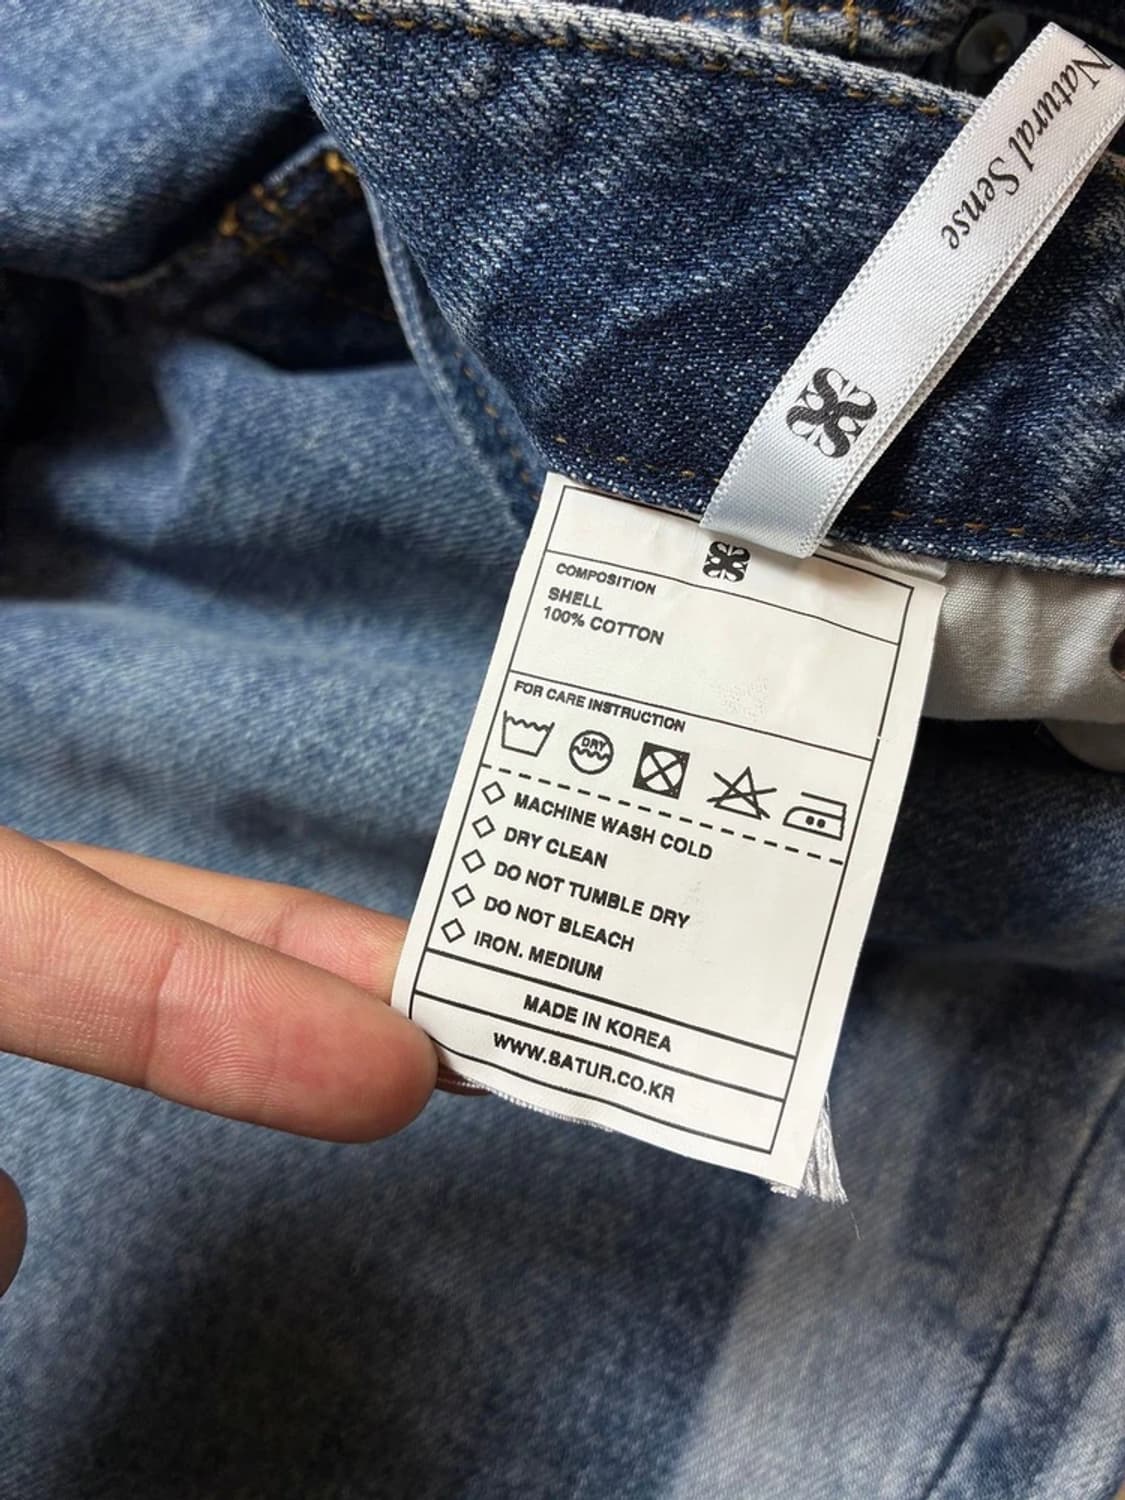 Natural Sense
COMPOSITION
SHELL
100% COTTON
FOR CARE INSTRUCTION
DRY
MACHINE WASH COLD
DRY CLEAN
DO NOT TUMBLE DRY
DO NOT BLEACH
IRON. MEDIUM
MADE IN KOREA
WWW.SATUR.CO.KR